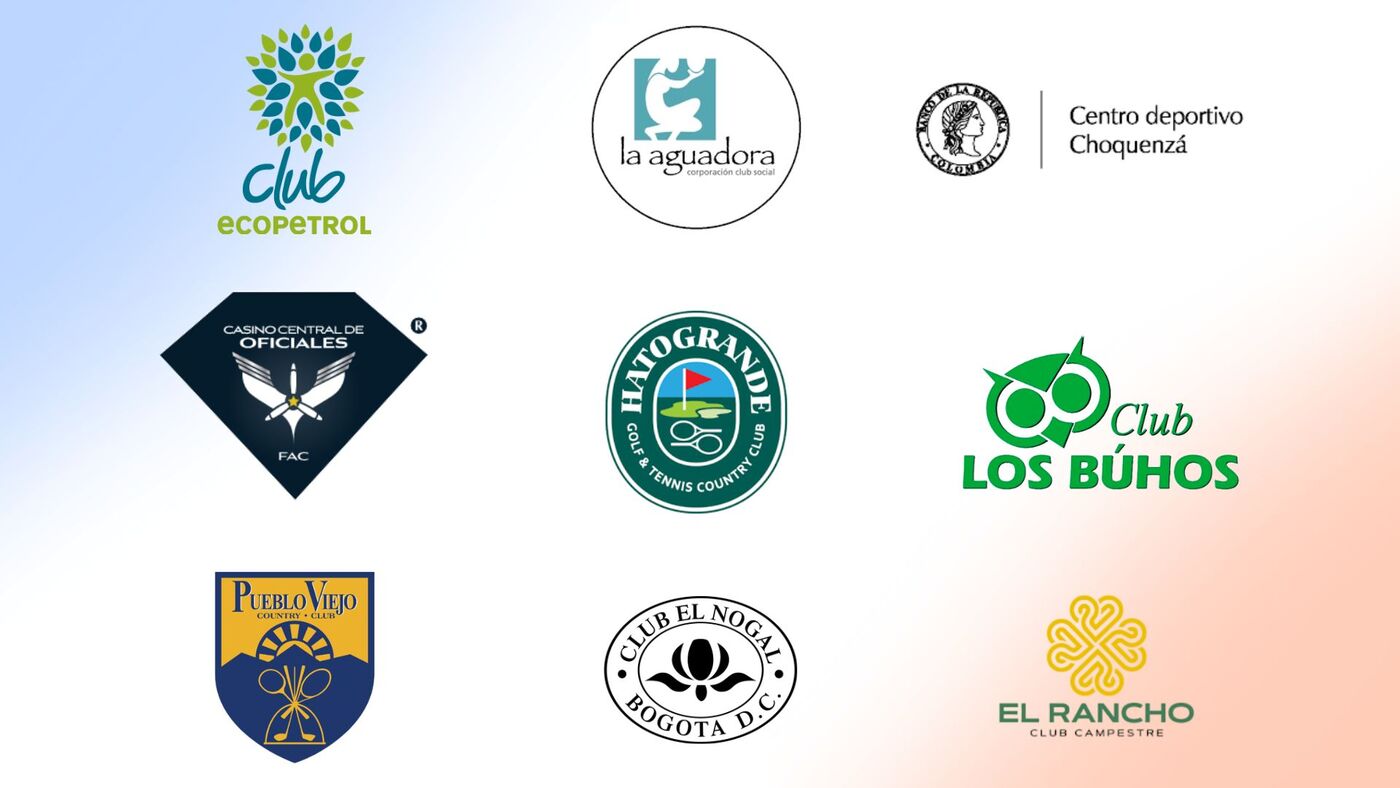 club
ecopetrol
la aguadora
corporación club social
BANCO DE LA REPUBLICA
COLOMBIA
Centro deportivo
Choquenzá
CASINO CENTRAL DE
OFICIALES
FAC
®
HATOGRANDE
GOLF & TENNIS COUNTRY CLUB
Club
LOS BÚHOS
PUEBLO VIEJO
COUNTRY • CLUB
CLUB EL NOGAL
BOGOTA D.C.
EL RANCHO
CLUB CAMPESTRE